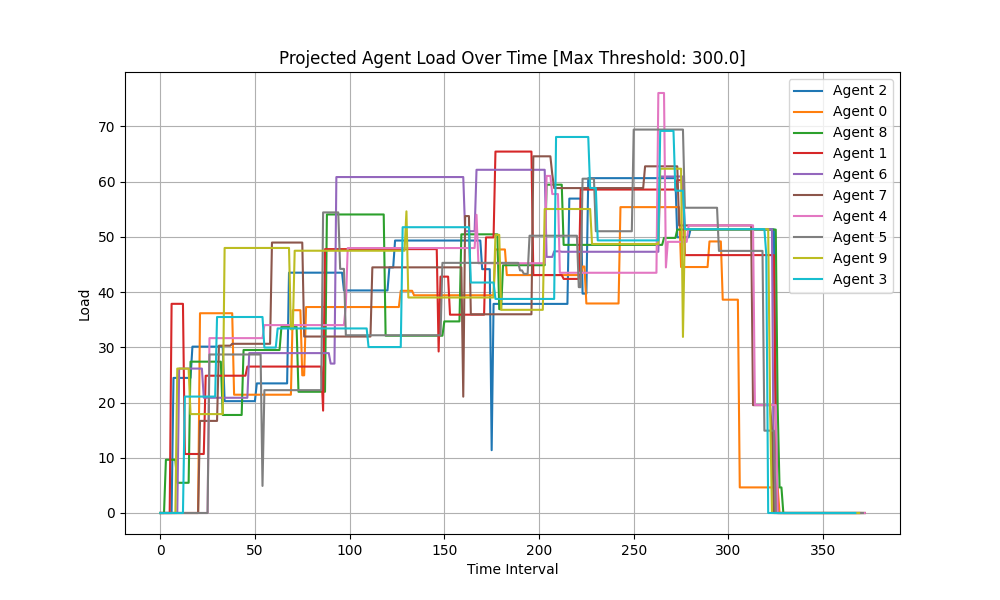 Projected Agent Load Over Time [Max Threshold: 300.0]
Load
70
60
50
40
30
20
10
0
0 50 100 150 200 250 300 350
Time Interval
Agent 2
Agent 0
Agent 8
Agent 1
Agent 6
Agent 7
Agent 4
Agent 5
Agent 9
Agent 3